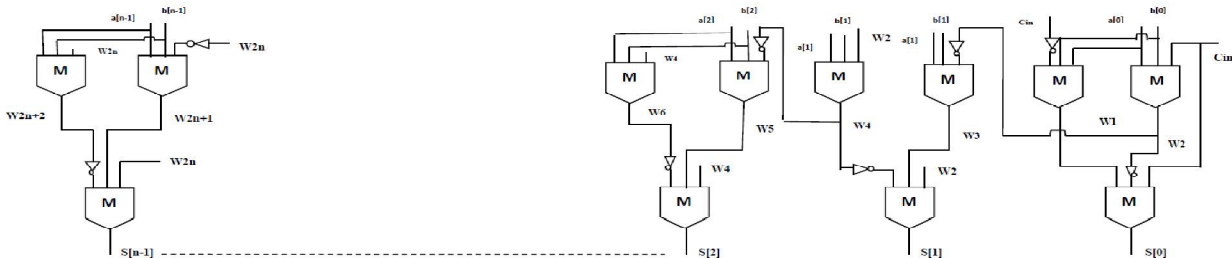 a[n-1] b[n-1]
W2n
W2n
M M
W2n+2
W2n+1
W2n
M
S[n-1]
a[2] b[2]
W4
M M
W6
W5
W4
M
S[2]
b[1]
a[1]
W2
M
W4
b[1]
a[1]
M
W3
W2
M
S[1]
Cin
a[0]
b[0]
Cin
M M
W1
W2
M
S[0]